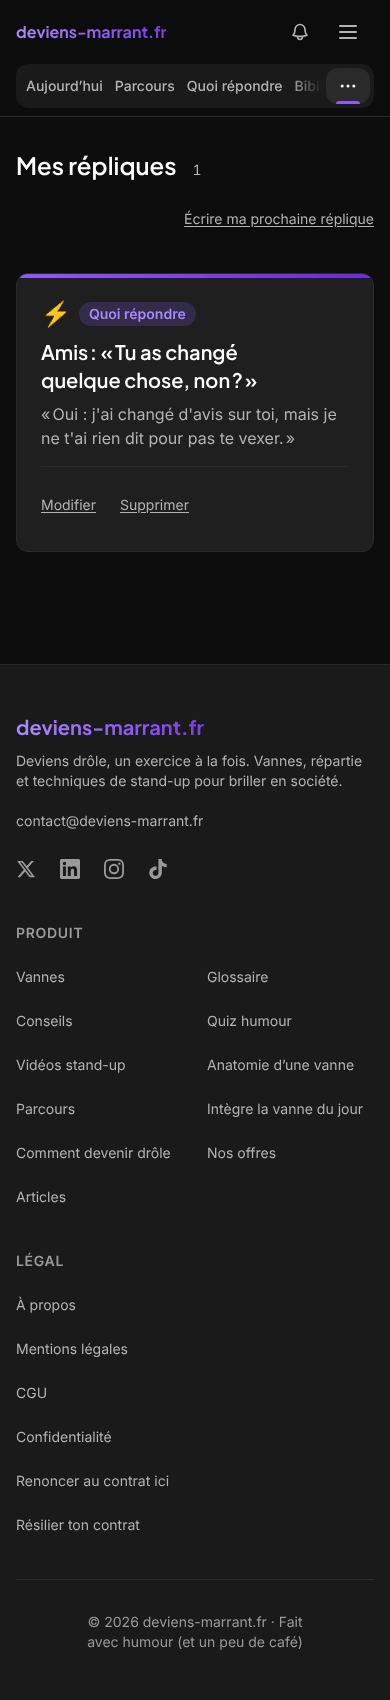 deviens-marrant.fr
Aujourd’hui Parcours Quoi répondre
Mes répliques 1
Écrire ma prochaine réplique
Quoi répondre
Amis : « Tu as changé
quelque chose, non ? »
« Oui : j'ai changé d'avis sur toi, mais je
ne t'ai rien dit pour pas te vexer. »
Modifier Supprimer
deviens-marrant.fr
Deviens drôle, un exercice à la fois. Vannes, répartie
et techniques de stand-up pour briller en société.
contact@deviens-marrant.fr
PRODUIT
Vannes Glossaire
Conseils Quiz humour
Vidéos stand-up Anatomie d’une vanne
Parcours Intègre la vanne du jour
Comment devenir drôle Nos offres
Articles
LÉGAL
À propos
Mentions légales
CGU
Confidentialité
Renoncer au contrat ici
Résilier ton contrat
© 2026 deviens-marrant.fr · Fait
avec humour (et un peu de café)